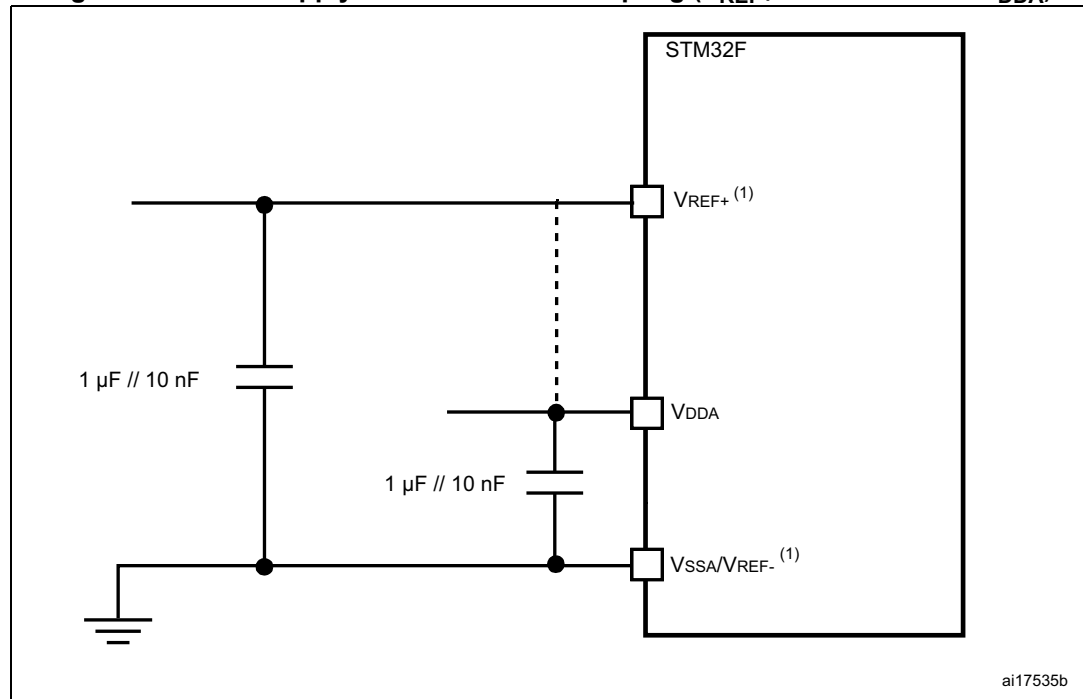 STM32F
VREF+ (1)
1 µF // 10 nF
VDDA
1 µF // 10 nF
VSSA/VREF- (1)
ai17535b